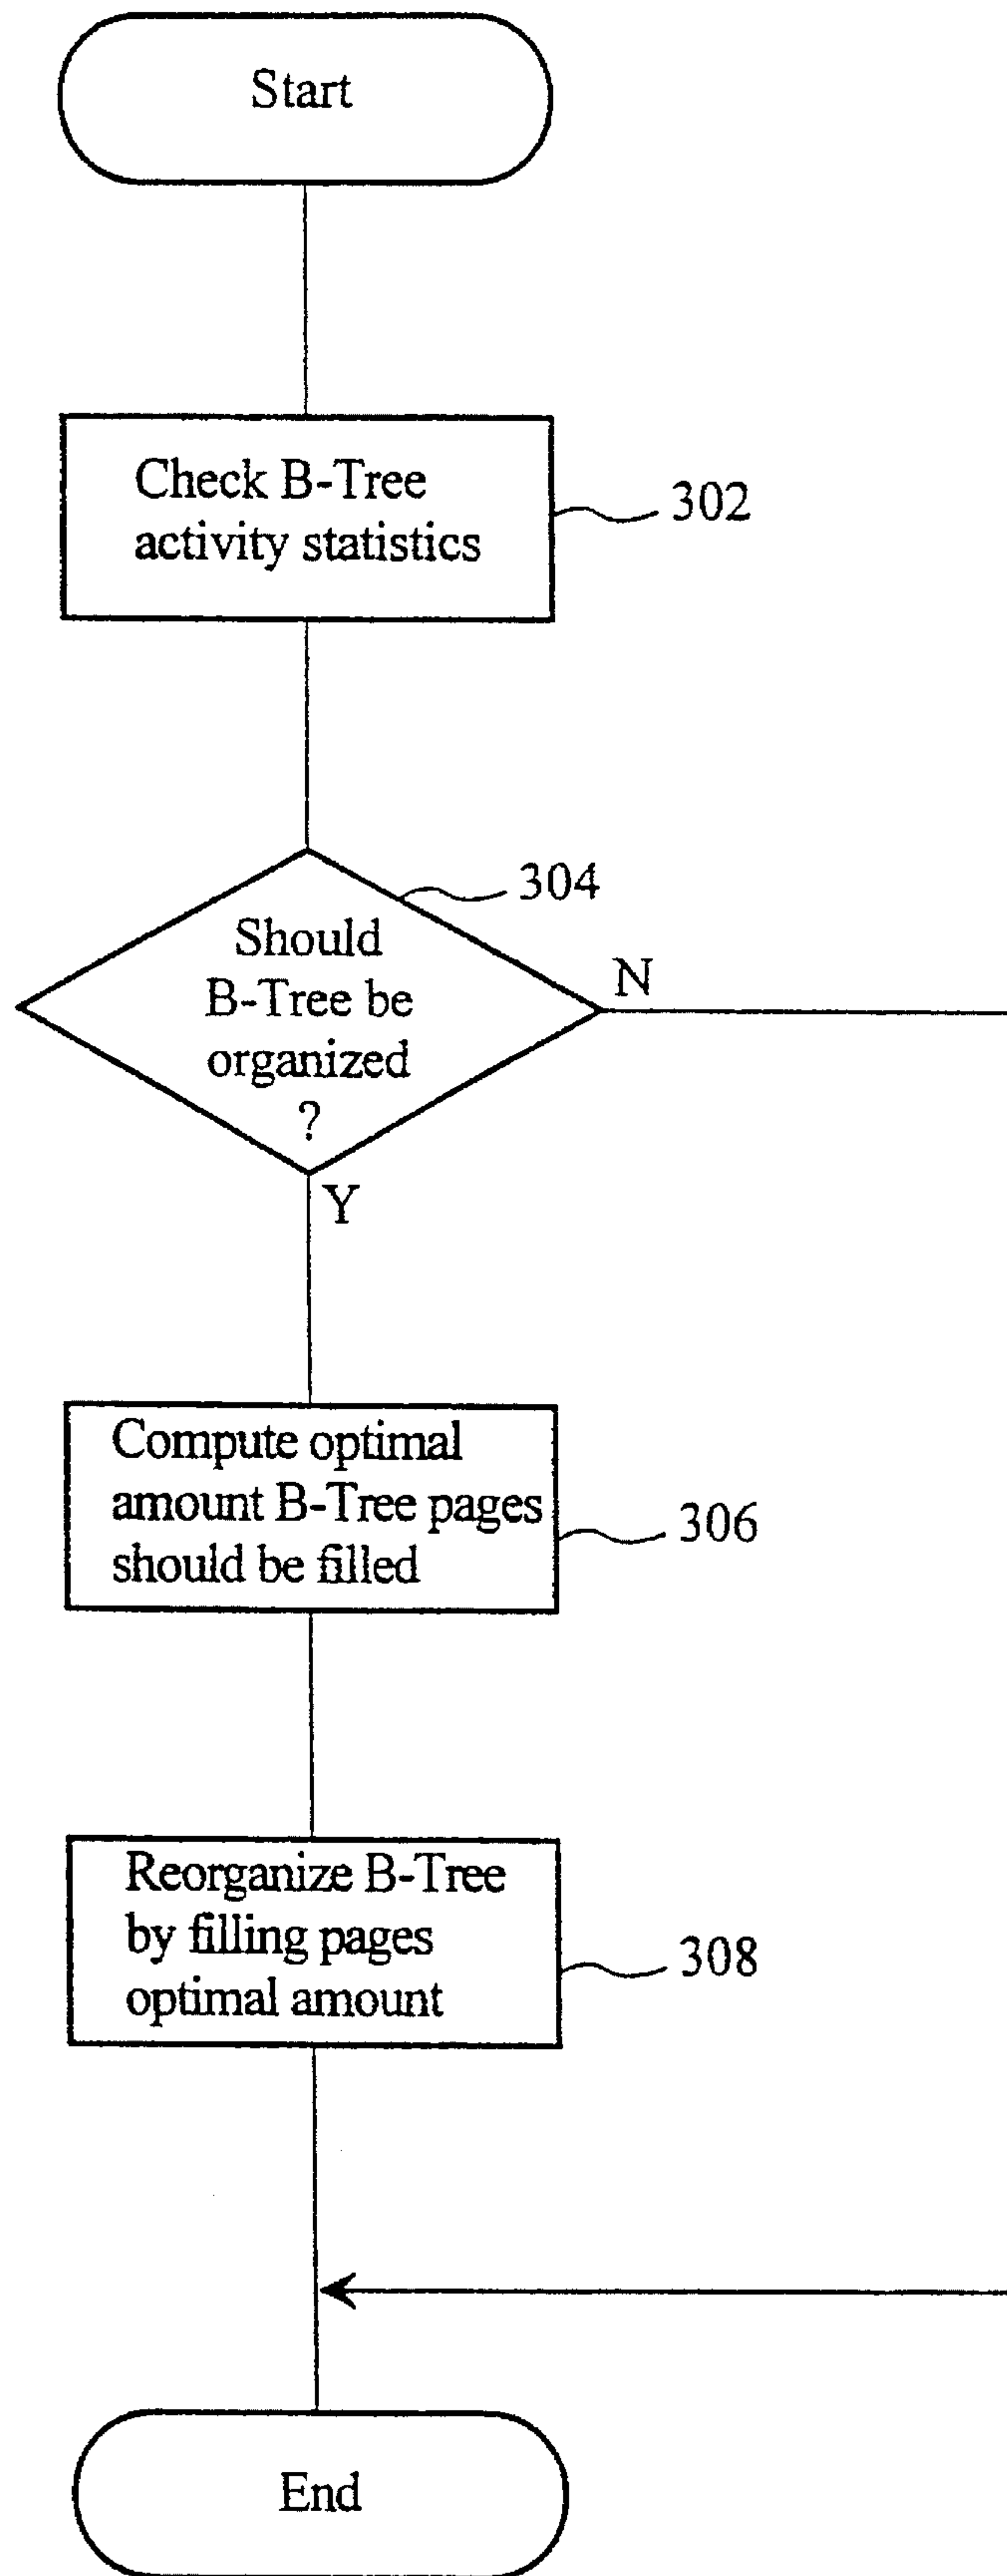 Start
Check B-Tree
activity statistics
302
304
Should
B-Tree be
organized
?
N
Y
Compute optimal
amount B-Tree pages
should be filled
306
Reorganize B-Tree
by filling pages
optimal amount
308
End